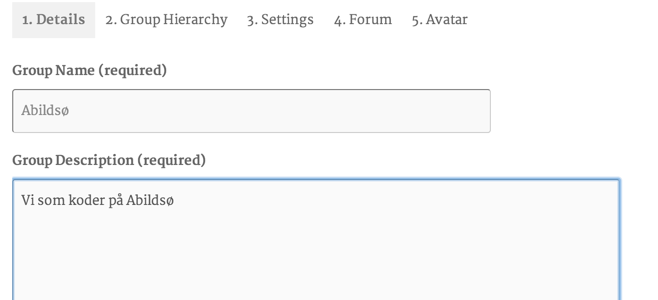 1. Details 2. Group Hierarchy 3. Settings 4. Forum 5. Avatar
Group Name (required)
Abildsø
Group Description (required)
Vi som koder på Abildsø